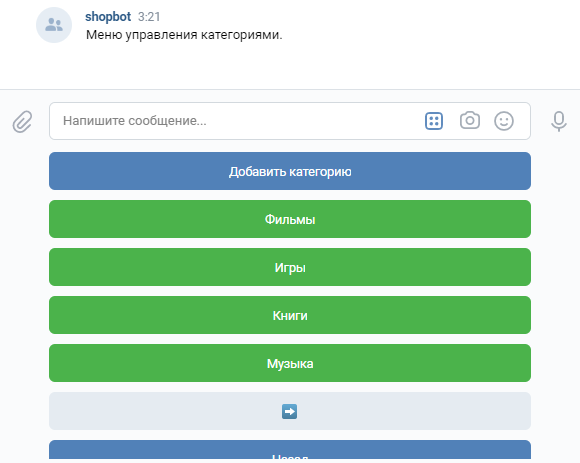 shopbot 3:21
Меню управления категориями.
Напишите сообщение...
Добавить категорию
Фильмы
Игры
Книги
Музыка
➡